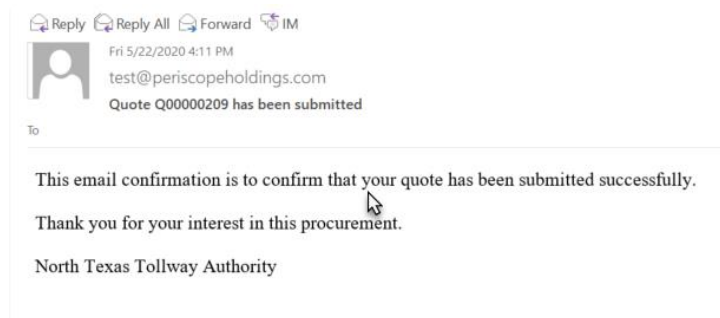 Reply Reply All Forward IM
Fri 5/22/2020 4:11 PM
test@periscopeholdings.com
Quote Q00000209 has been submitted
To
This email confirmation is to confirm that your quote has been submitted successfully.
Thank you for your interest in this procurement.
North Texas Tollway Authority